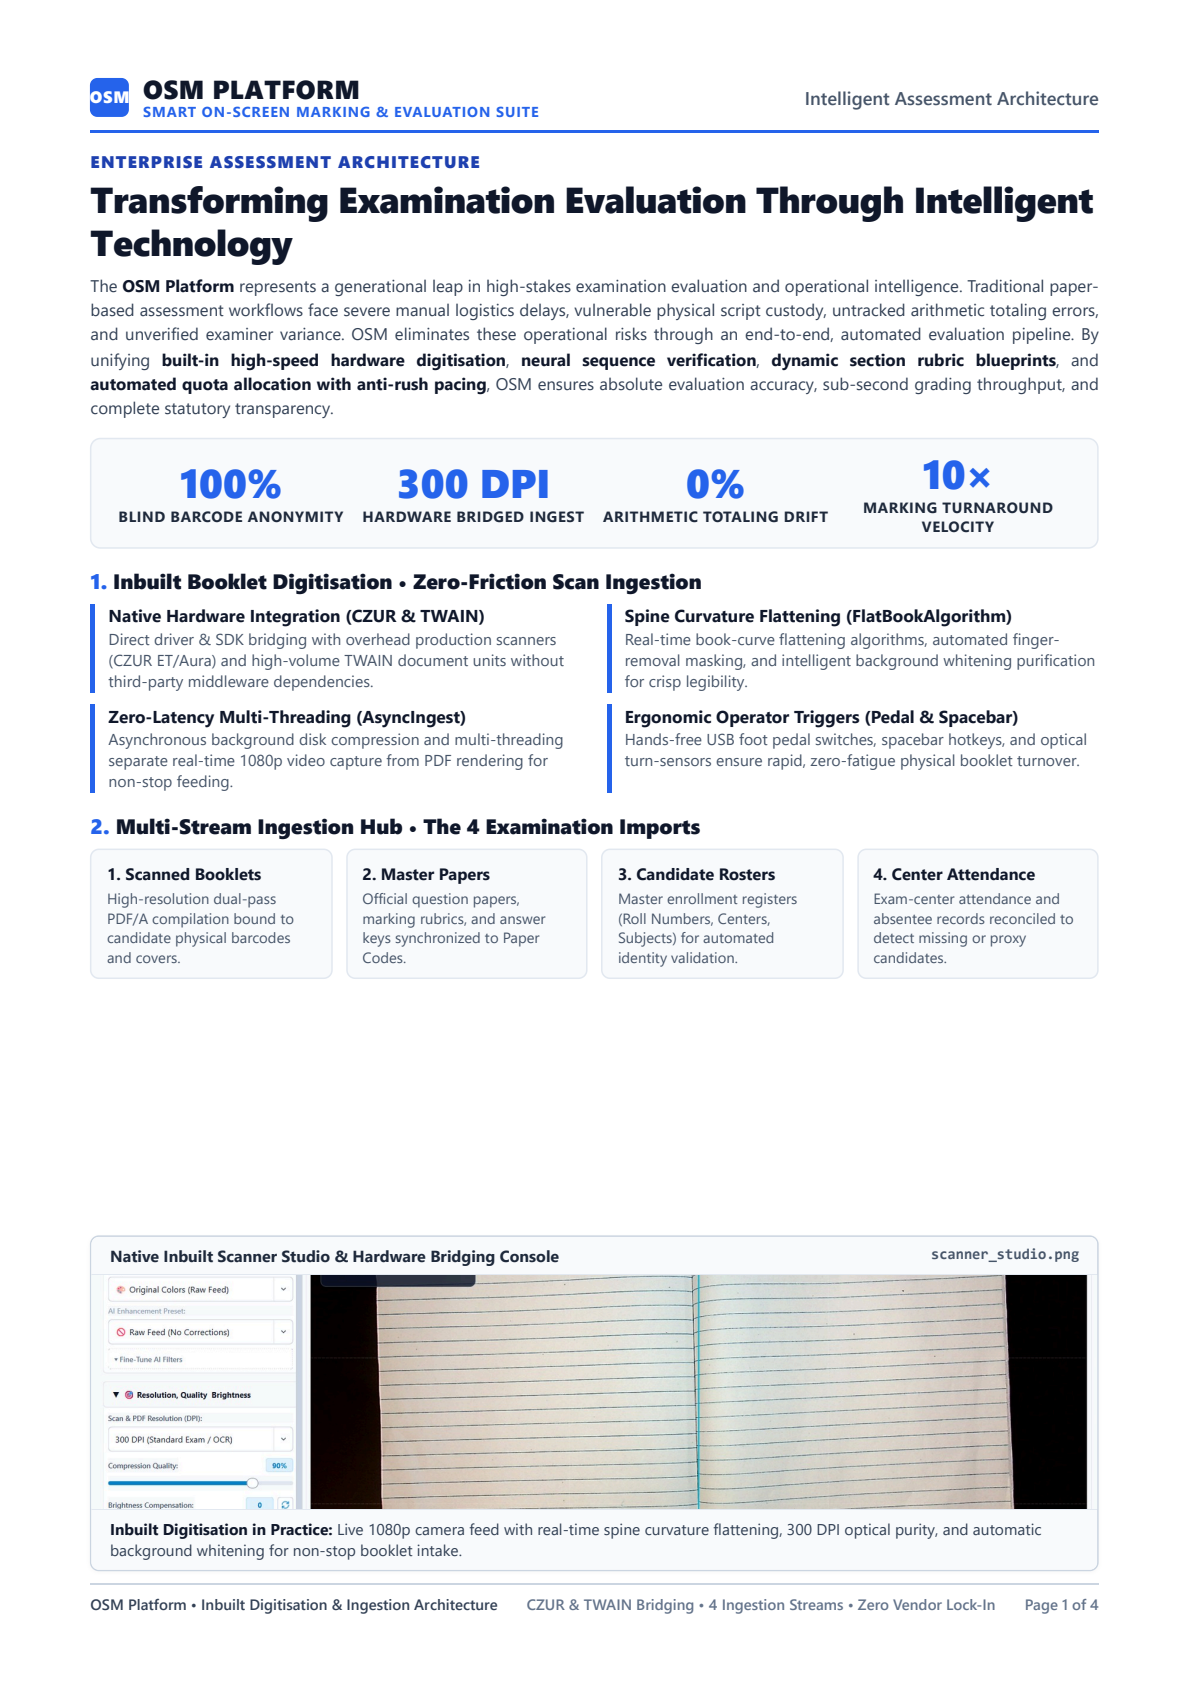 OSM
OSM PLATFORM
SMART ON-SCREEN MARKING & EVALUATION SUITE
Intelligent Assessment Architecture
ENTERPRISE ASSESSMENT ARCHITECTURE
Transforming Examination Evaluation Through Intelligent
Technology
The OSM Platform represents a generational leap in high-stakes examination evaluation and operational intelligence. Traditional paper-
based assessment workflows face severe manual logistics delays, vulnerable physical script custody, untracked arithmetic totaling errors,
and unverified examiner variance. OSM eliminates these operational risks through an end-to-end, automated evaluation pipeline. By
unifying built-in high-speed hardware digitisation, neural sequence verification, dynamic section rubric blueprints, and
automated quota allocation with anti-rush pacing, OSM ensures absolute evaluation accuracy, sub-second grading throughput, and
complete statutory transparency.
100%
BLIND BARCODE ANONYMITY
300 DPI
HARDWARE BRIDGED INGEST
0%
ARITHMETIC TOTALING DRIFT
10×
MARKING TURNAROUND
VELOCITY
1. Inbuilt Booklet Digitisation • Zero-Friction Scan Ingestion
Native Hardware Integration (CZUR & TWAIN)
Direct driver & SDK bridging with overhead production scanners
(CZUR ET/Aura) and high-volume TWAIN document units without
third-party middleware dependencies.
Spine Curvature Flattening (FlatBookAlgorithm)
Real-time book-curve flattening algorithms, automated finger-
removal masking, and intelligent background whitening purification
for crisp legibility.
Zero-Latency Multi-Threading (AsyncIngest)
Asynchronous background disk compression and multi-threading
separate real-time 1080p video capture from PDF rendering for
non-stop feeding.
Ergonomic Operator Triggers (Pedal & Spacebar)
Hands-free USB foot pedal switches, spacebar hotkeys, and optical
turn-sensors ensure rapid, zero-fatigue physical booklet turnover.
2. Multi-Stream Ingestion Hub • The 4 Examination Imports
1. Scanned Booklets
High-resolution dual-pass
PDF/A compilation bound to
candidate physical barcodes
and covers.
2. Master Papers
Official question papers,
marking rubrics, and answer
keys synchronized to Paper
Codes.
3. Candidate Rosters
Master enrollment registers
(Roll Numbers, Centers,
Subjects) for automated
identity validation.
4. Center Attendance
Exam-center attendance and
absentee records reconciled to
detect missing or proxy
candidates.
Native Inbuilt Scanner Studio & Hardware Bridging Console
scanner_studio.png
Original Colors (Raw Feed)
AI Enhancement Preset:
Raw Feed (No Corrections)
▾ Fine-Tune AI Filters
▼ Resolution, Quality Brightness
Scan & PDF Resolution (DPI):
300 DPI (Standard Exam / OCR)
Compression Quality:
90%
Brightness Compensation:
0
Inbuilt Digitisation in Practice: Live 1080p camera feed with real-time spine curvature flattening, 300 DPI optical purity, and automatic
background whitening for non-stop booklet intake.
OSM Platform • Inbuilt Digitisation & Ingestion Architecture
CZUR & TWAIN Bridging • 4 Ingestion Streams • Zero Vendor Lock-In
Page 1 of 4